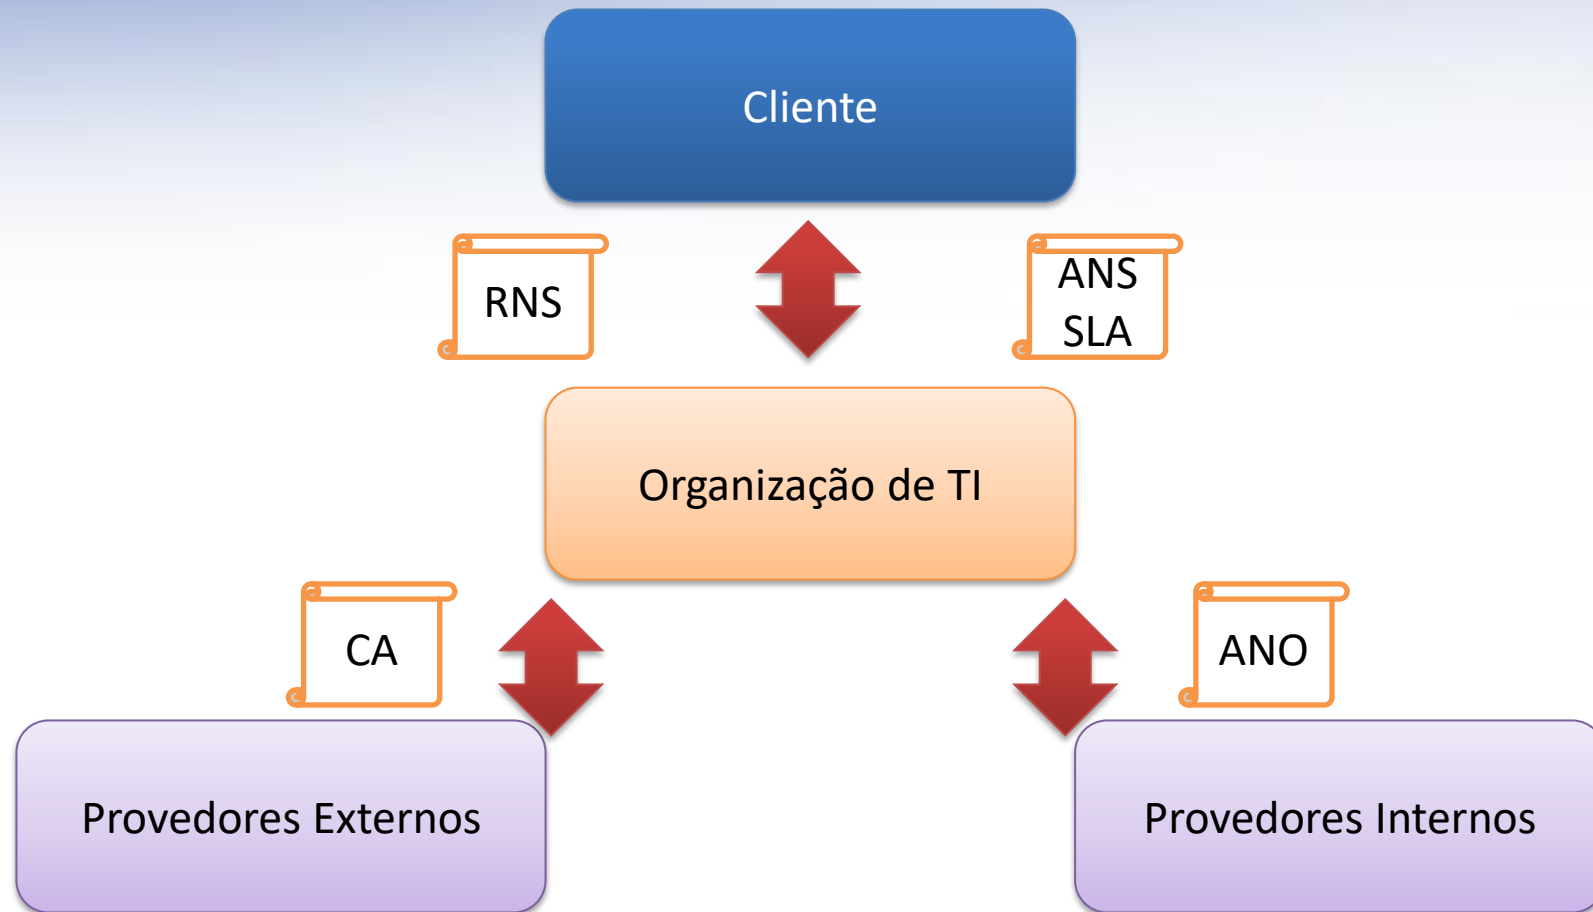 Cliente
RNS
ANS
SLA
Organização de TI
CA
ANO
Provedores Externos
Provedores Internos